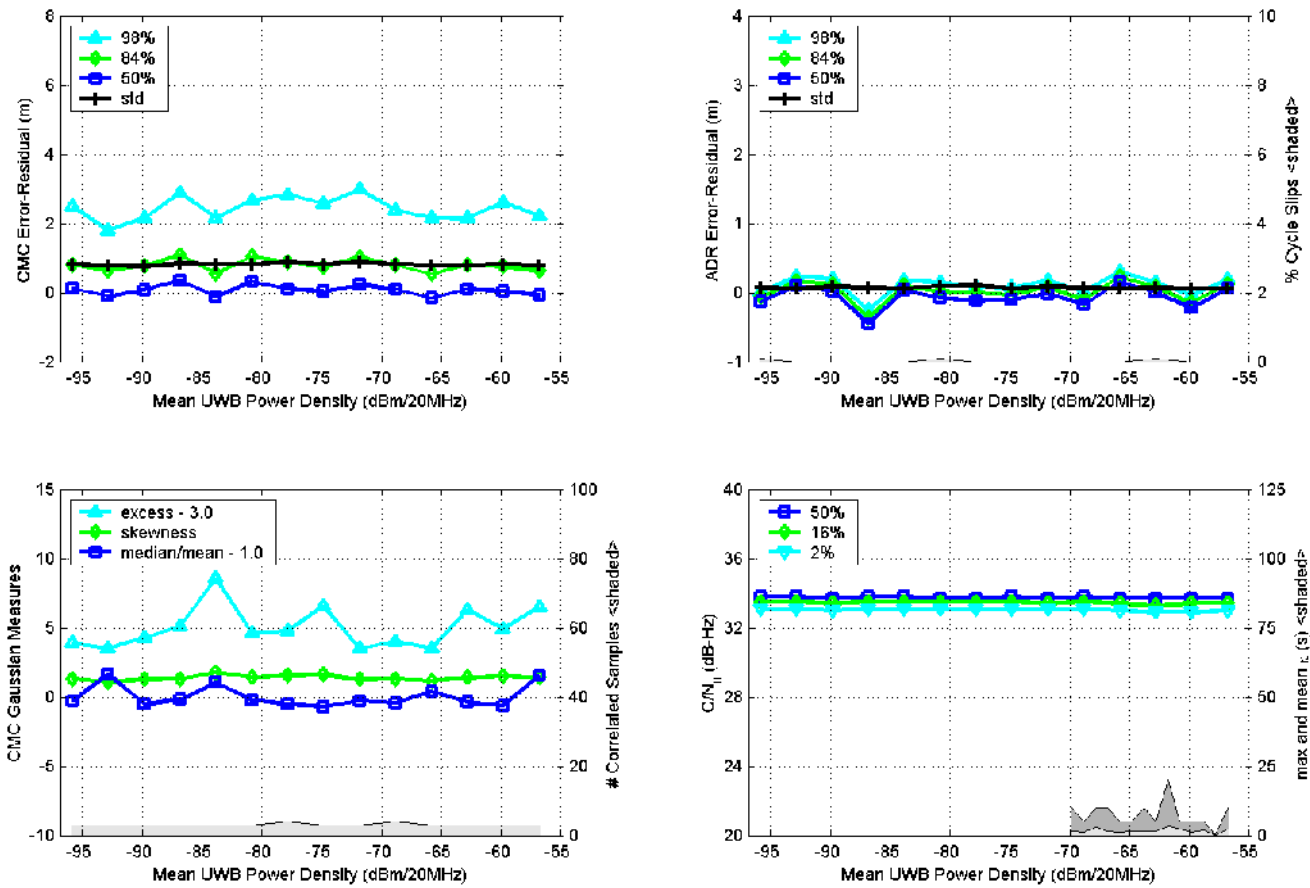 CMC Error-Residual (m)
8
6
4
2
0
-2
98%
84%
50%
std
-95 -90 -85 -80 -75 -70 -65 -60 -55
Mean UWB Power Density (dBm/20MHz)
ADR Error-Residual (m)
4
3
2
1
0
-1
98%
84%
50%
std
10
8
6
4
2
0
% Cycle Slips <shaded>
-95 -90 -85 -80 -75 -70 -65 -60 -55
Mean UWB Power Density (dBm/20MHz)
CMC Gaussian Measures
15
10
5
0
-5
-10
excess - 3.0
skewness
median/mean - 1.0
100
80
60
40
20
0
# Correlated Samples <shaded>
-95 -90 -85 -80 -75 -70 -65 -60 -55
Mean UWB Power Density (dBm/20MHz)
C/N (dB-Hz)
40
36
32
28
24
20
50%
16%
2%
125
100
75
50
25
0
max and mean (s) <shaded>
-95 -90 -85 -80 -75 -70 -65 -60 -55
Mean UWB Power Density (dBm/20MHz)